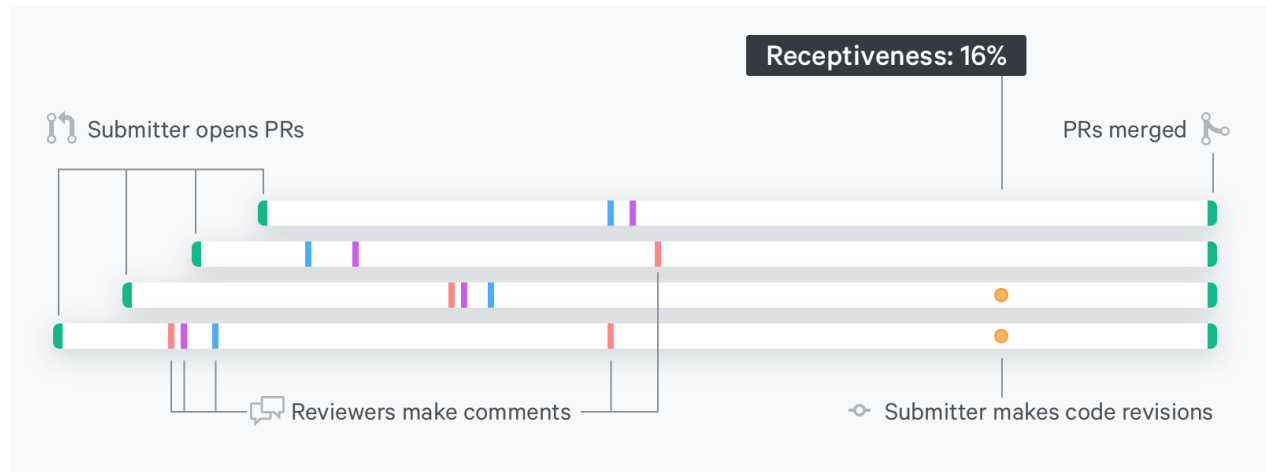 Receptiveness: 16%
Submitter opens PRs
PRs merged
Reviewers make comments
Submitter makes code revisions